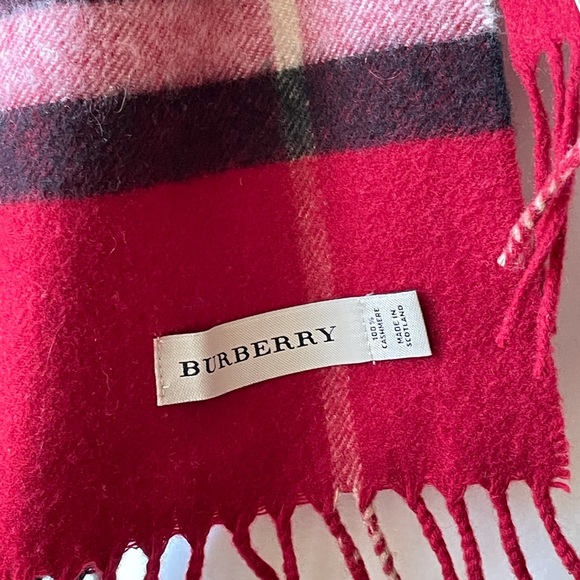 BURBERRY
100%
CASHMERE
MADE IN
SCOTLAND